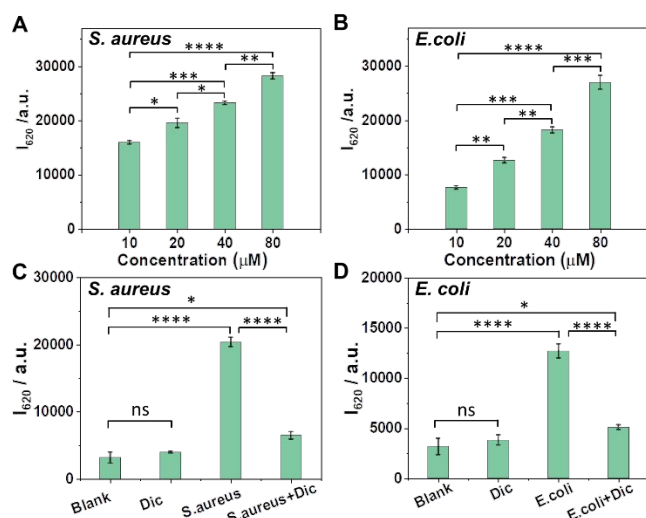 A
S. aureus
****
***
**
*
*
30000
20000
10000
0
I620 /a.u.
10
20
40
80
Concentration (μM)
B
E.coli
****
***
***
**
**
30000
20000
10000
0
I620 /a.u.
10
20
40
80
Concentration (μM)
C
S. aureus
*
****
****
ns
30000
20000
10000
0
I620 / a.u.
Blank
Dic
S.aureus
S.aureus+Dic
D
E. coli
*
****
****
ns
20000
15000
10000
5000
0
I620 / a.u.
Blank
Dic
E.coli
E.coli+Dic